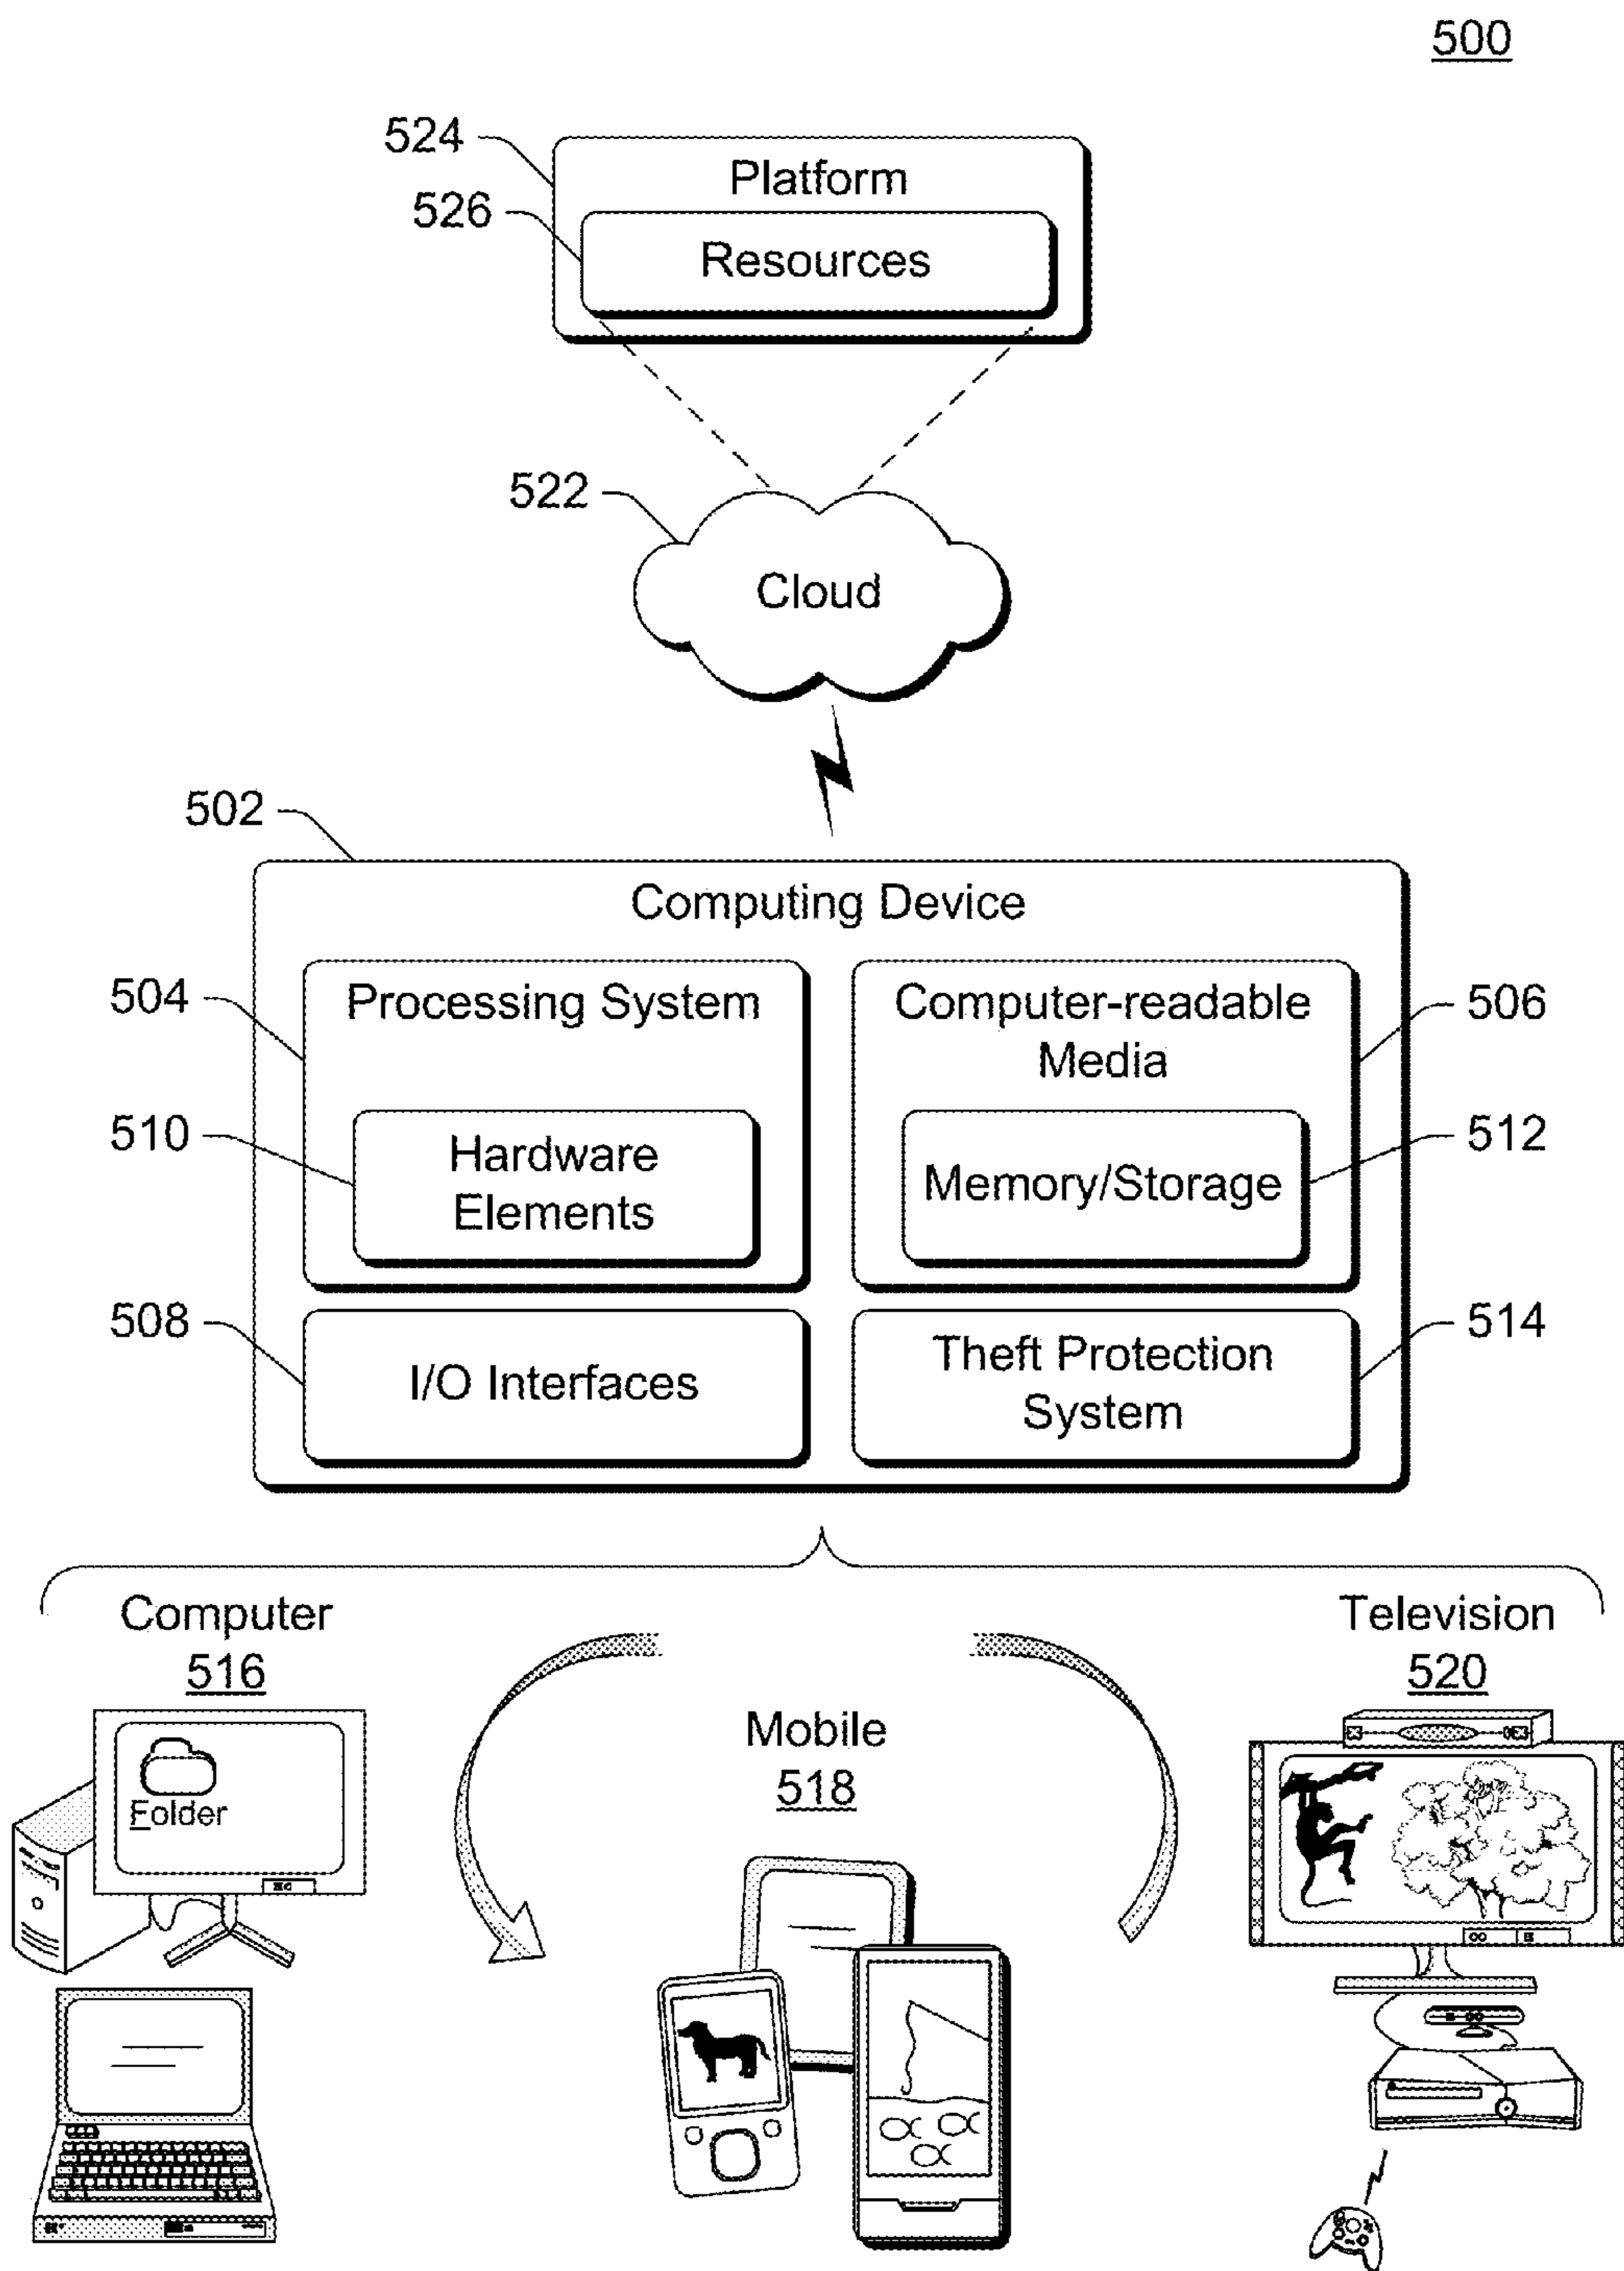 500
524
Platform
526
Resources
522
Cloud
502
Computing Device
504
Processing System
Computer-readable
Media
506
510
Hardware
Elements
Memory/Storage
512
508
I/O Interfaces
Theft Protection
System
514
Computer
516
Mobile
518
Television
520
Folder